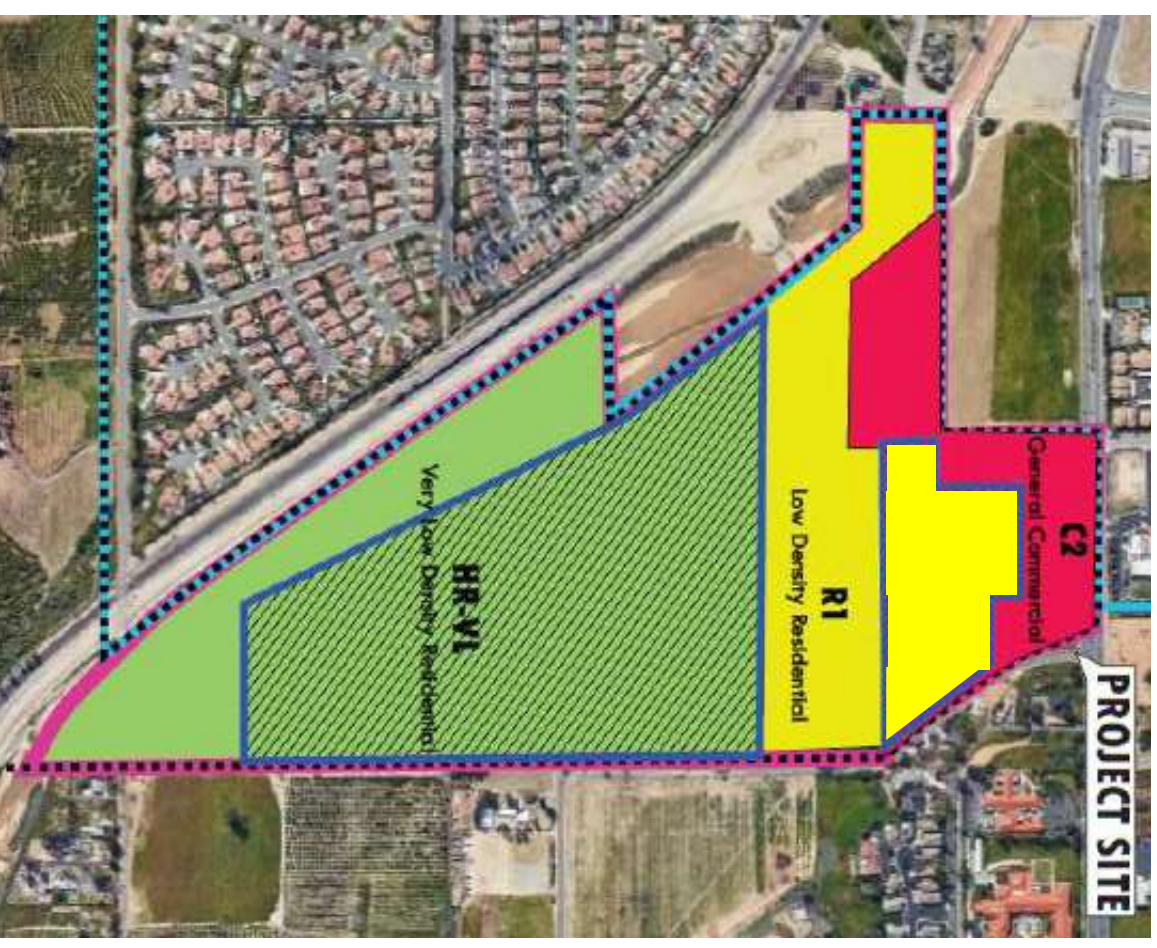 PROJECT SITE
C2
General Commercial
R1
Low Density Residential
HR-VL
Very Low Density Residential